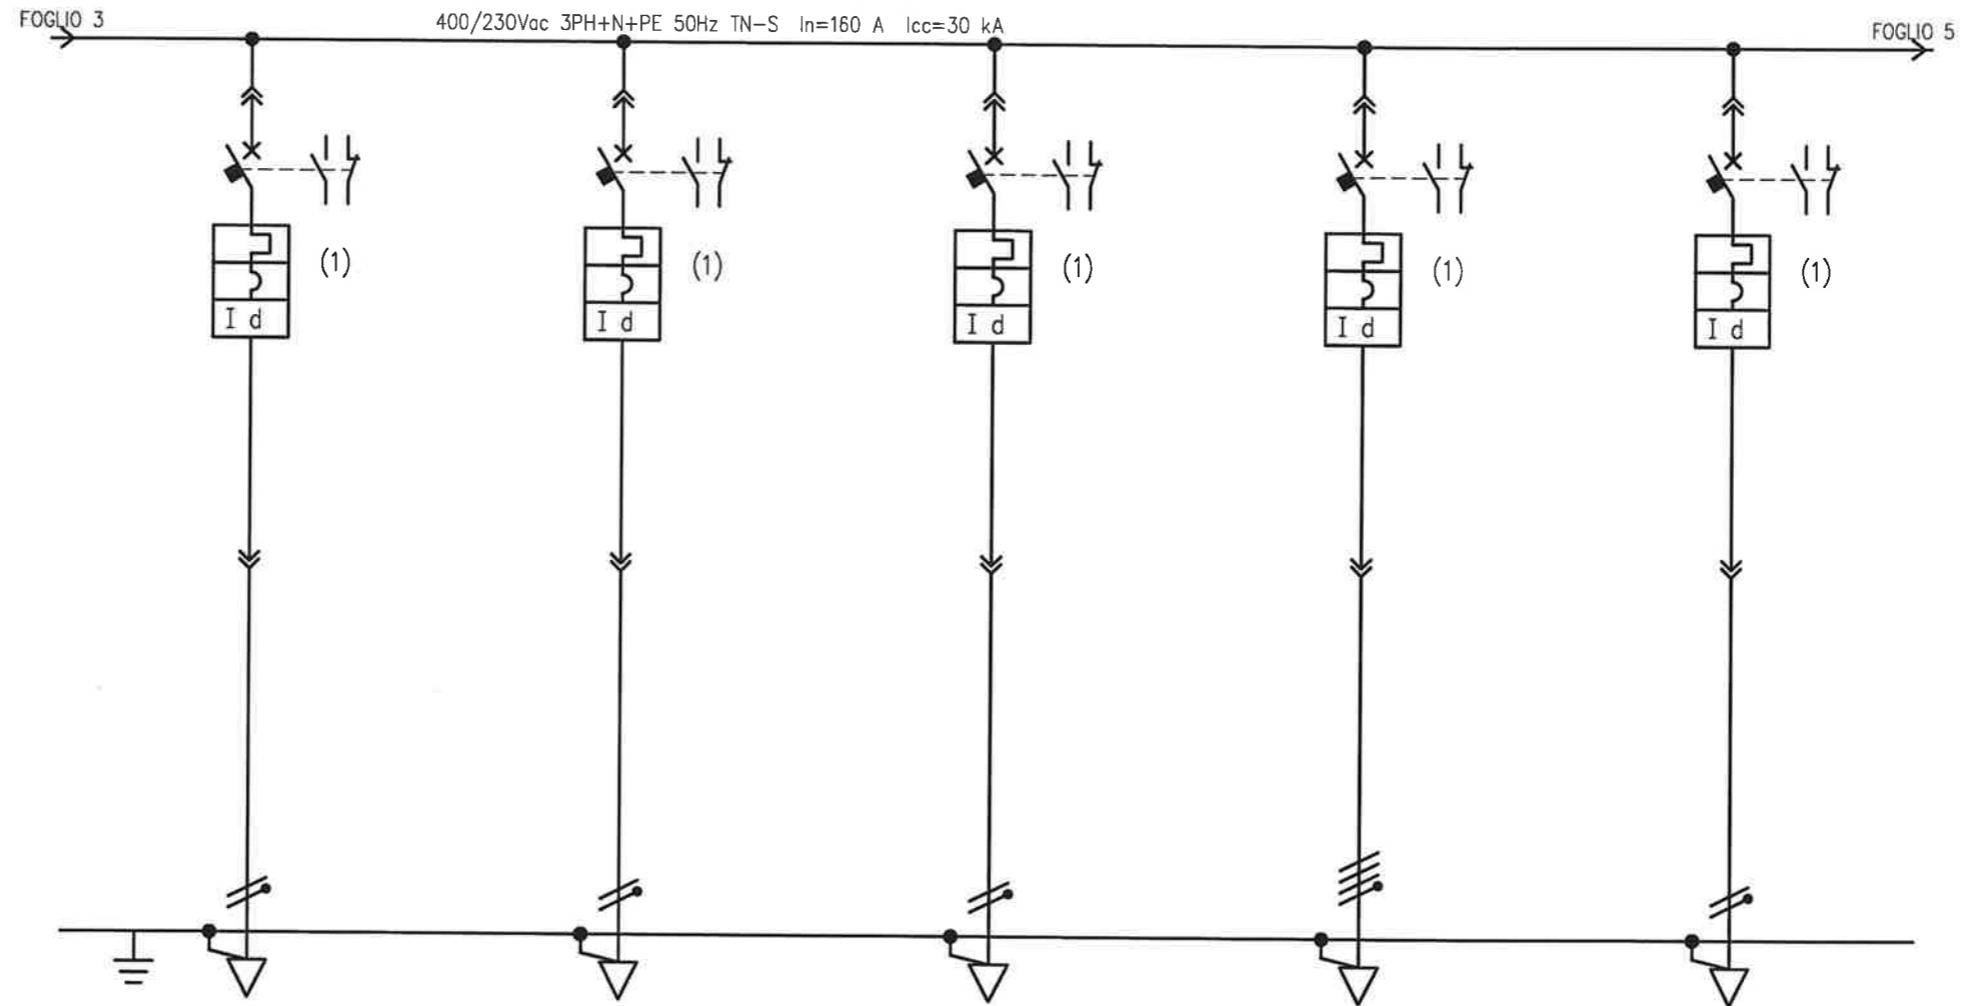 FOGLIO 3
400/230Vac 3PH+N+PE 50Hz TN-S In=160 A Icc=30 kA
FOGLIO 5
(1)
(1)
(1)
(1)
(1)
I d
I d
I d
I d
I d